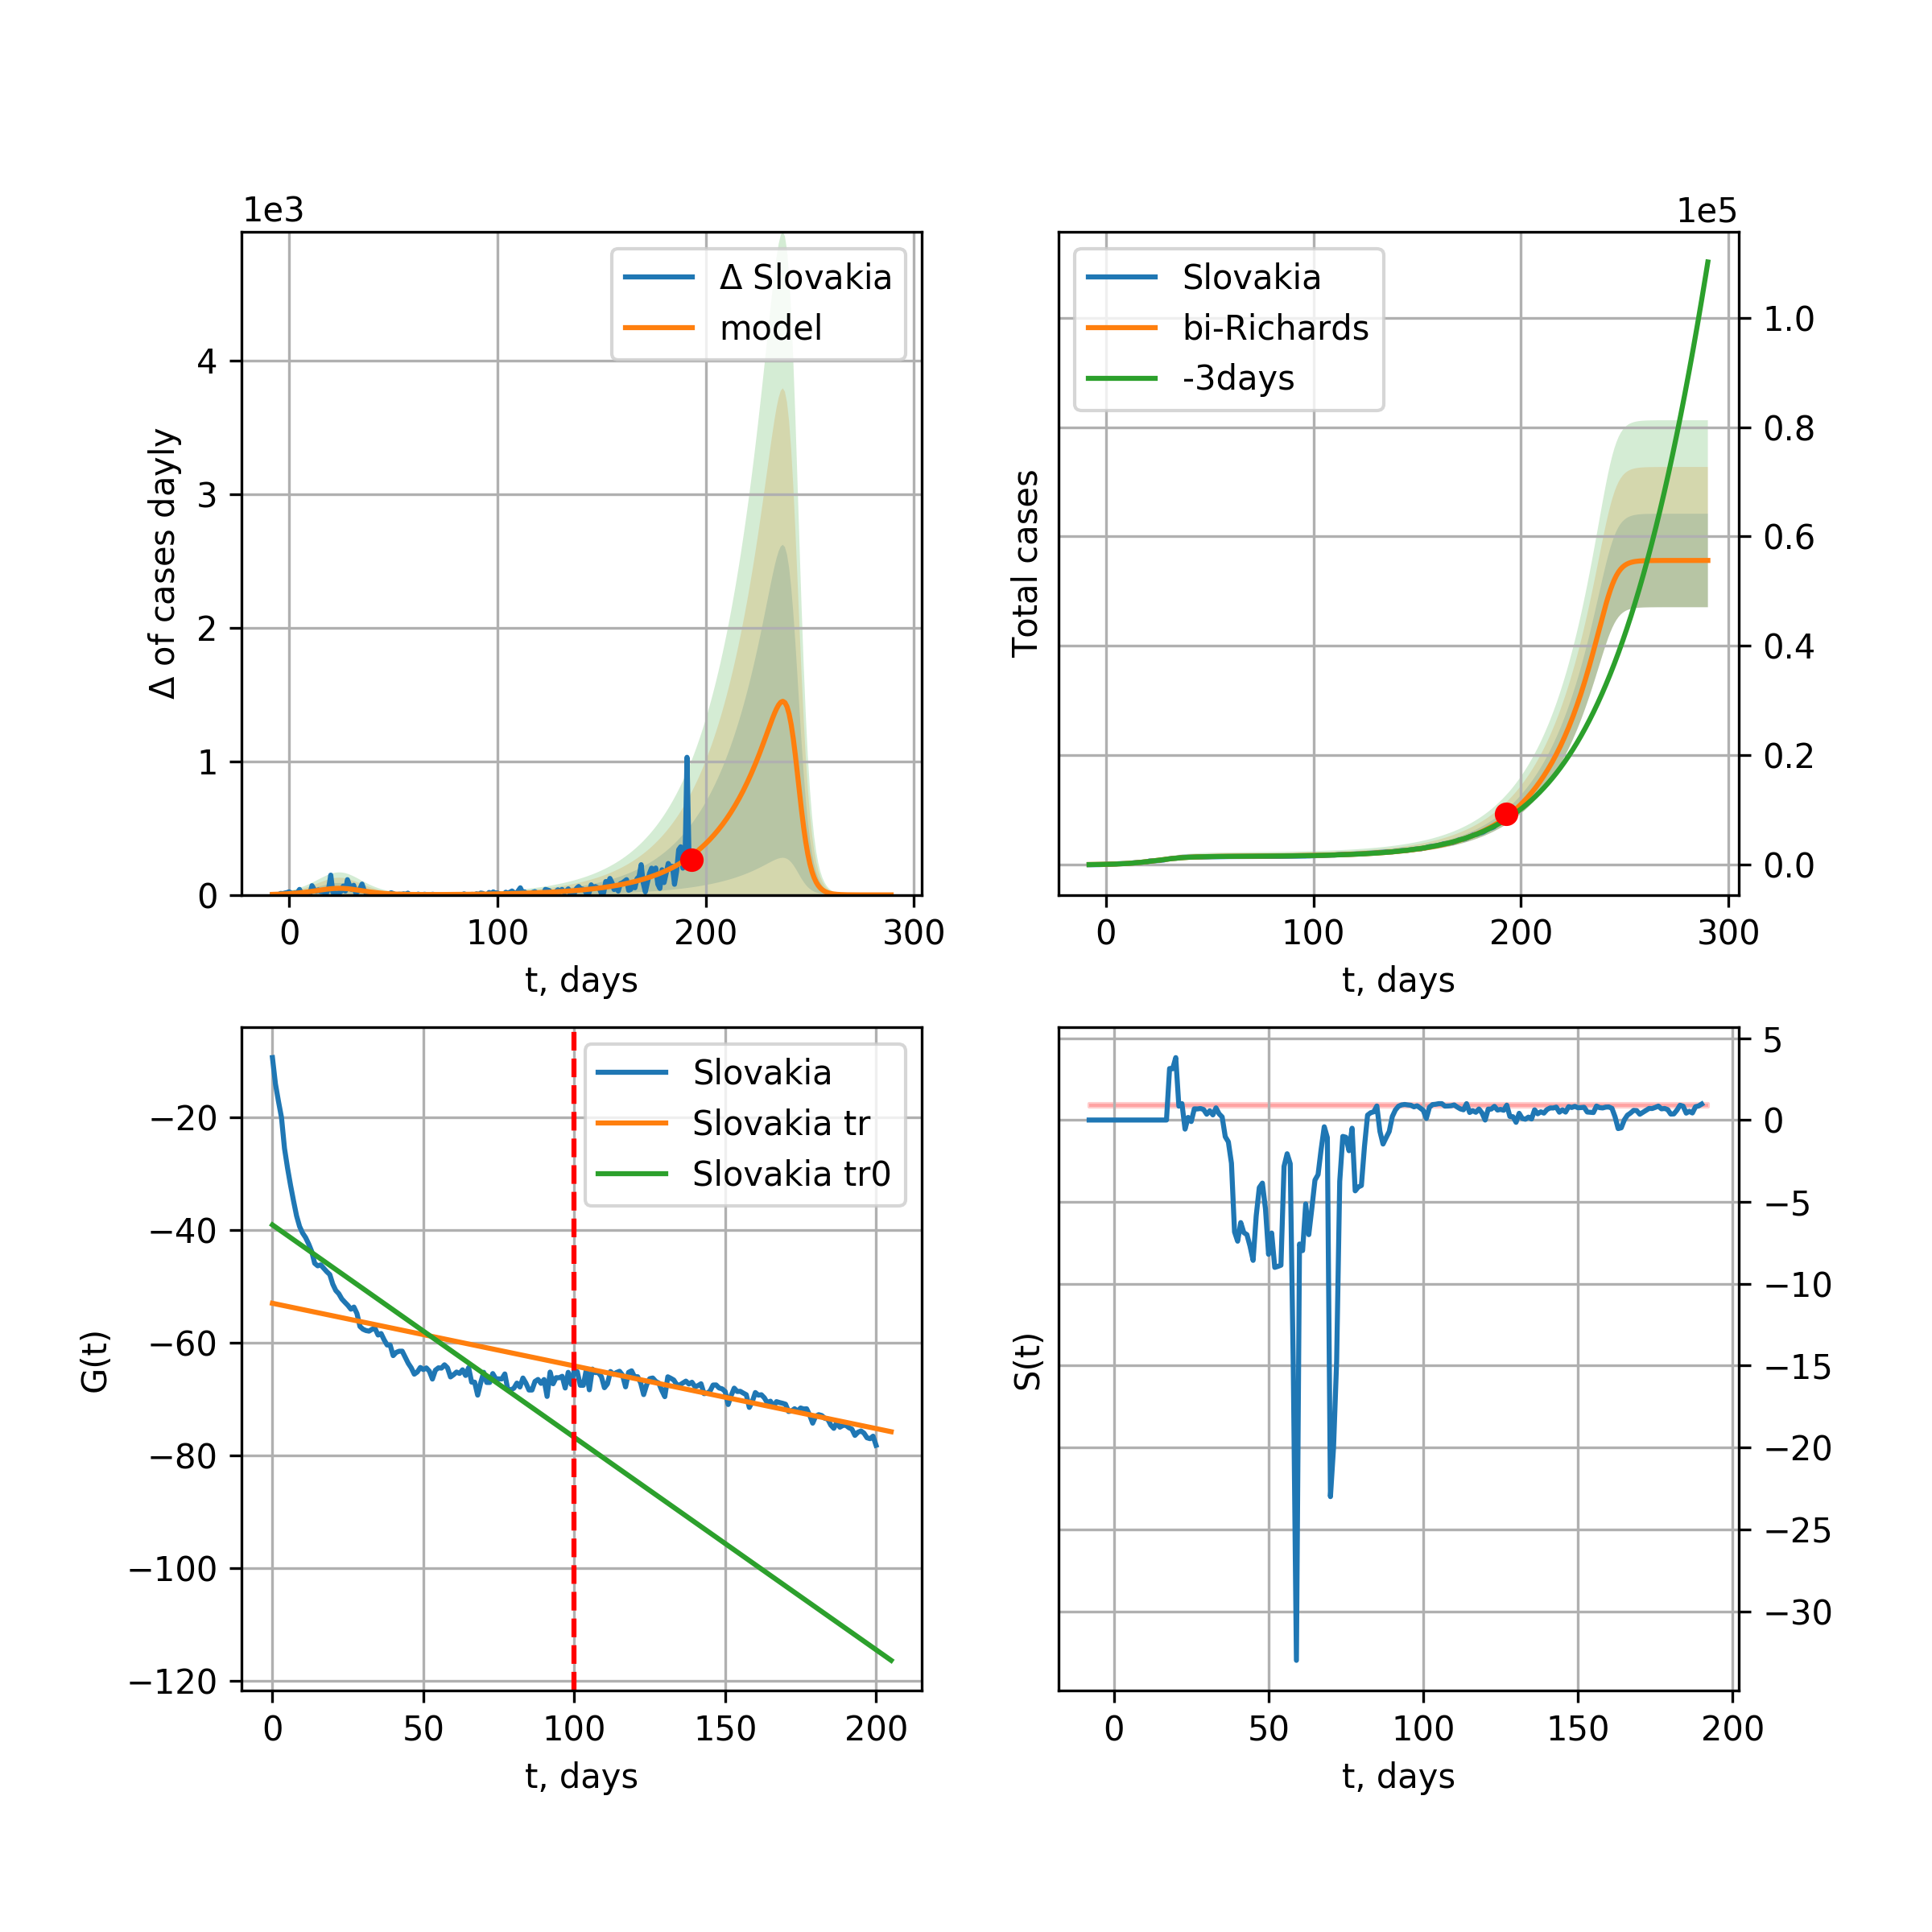 1e3
Δ Slovakia
model
4
3
2
1
0
Δ of cases dayly
0 100 200 300
t, days
1e5
Slovakia
bi-Richards
-3days
1.0
0.8
0.6
0.4
0.2
0.0
Total cases
0 100 200 300
t, days
Slovakia
Slovakia tr
Slovakia tr0
−20
−40
−60
−80
−100
−120
G(t)
0 50 100 150 200
t, days
5
0
−5
−10
−15
−20
−25
−30
S(t)
0 50 100 150 200
t, days